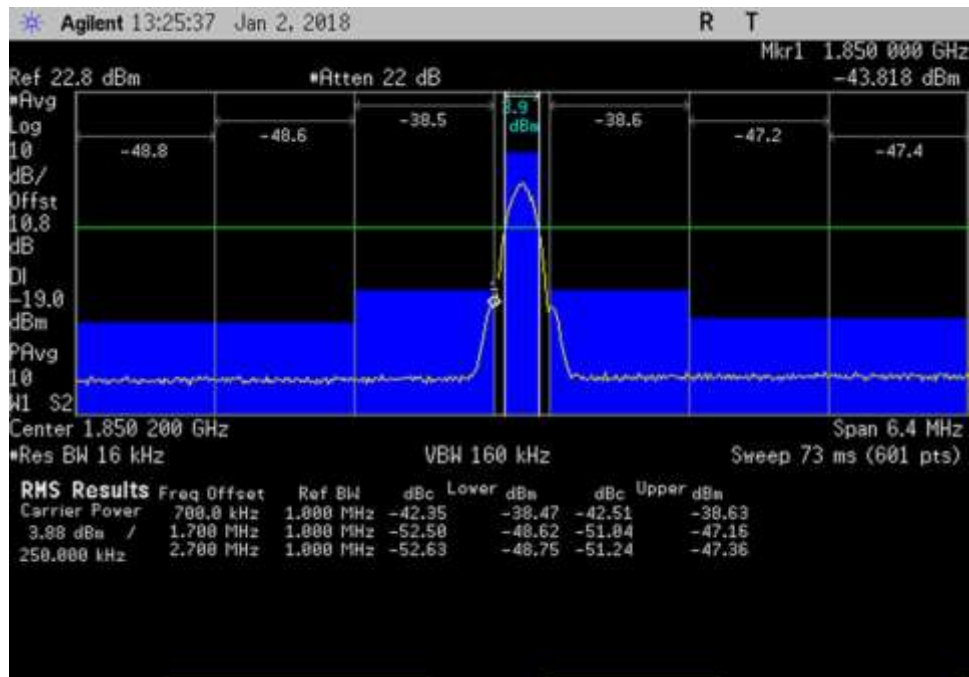 Agilent 13:25:37 Jan 2, 2018 R T
Mkr1 1.850 000 GHz
Ref 22.8 dBm *Atten 22 dB -43.818 dBm
*Avg
Log
10
dB/
Offst
10.8
dB
DI
-19.0
dBm
PAvg
10
W1 S2
-48.8 -48.6 -38.5 3.9 dBm -38.6 -47.2 -47.4
Center 1.850 200 GHz Span 6.4 MHz
*Res BW 16 kHz VBW 160 kHz Sweep 73 ms (601 pts)
RMS Results Freq Offset Ref BW dBc Lower dBm dBc Upper dBm
Carrier Power 700.0 kHz 1.000 MHz -42.35 -38.47 -42.51 -38.63
3.88 dBm / 1.700 MHz 1.000 MHz -52.50 -48.62 -51.04 -47.16
250.000 kHz 2.700 MHz 1.000 MHz -52.63 -48.75 -51.24 -47.36